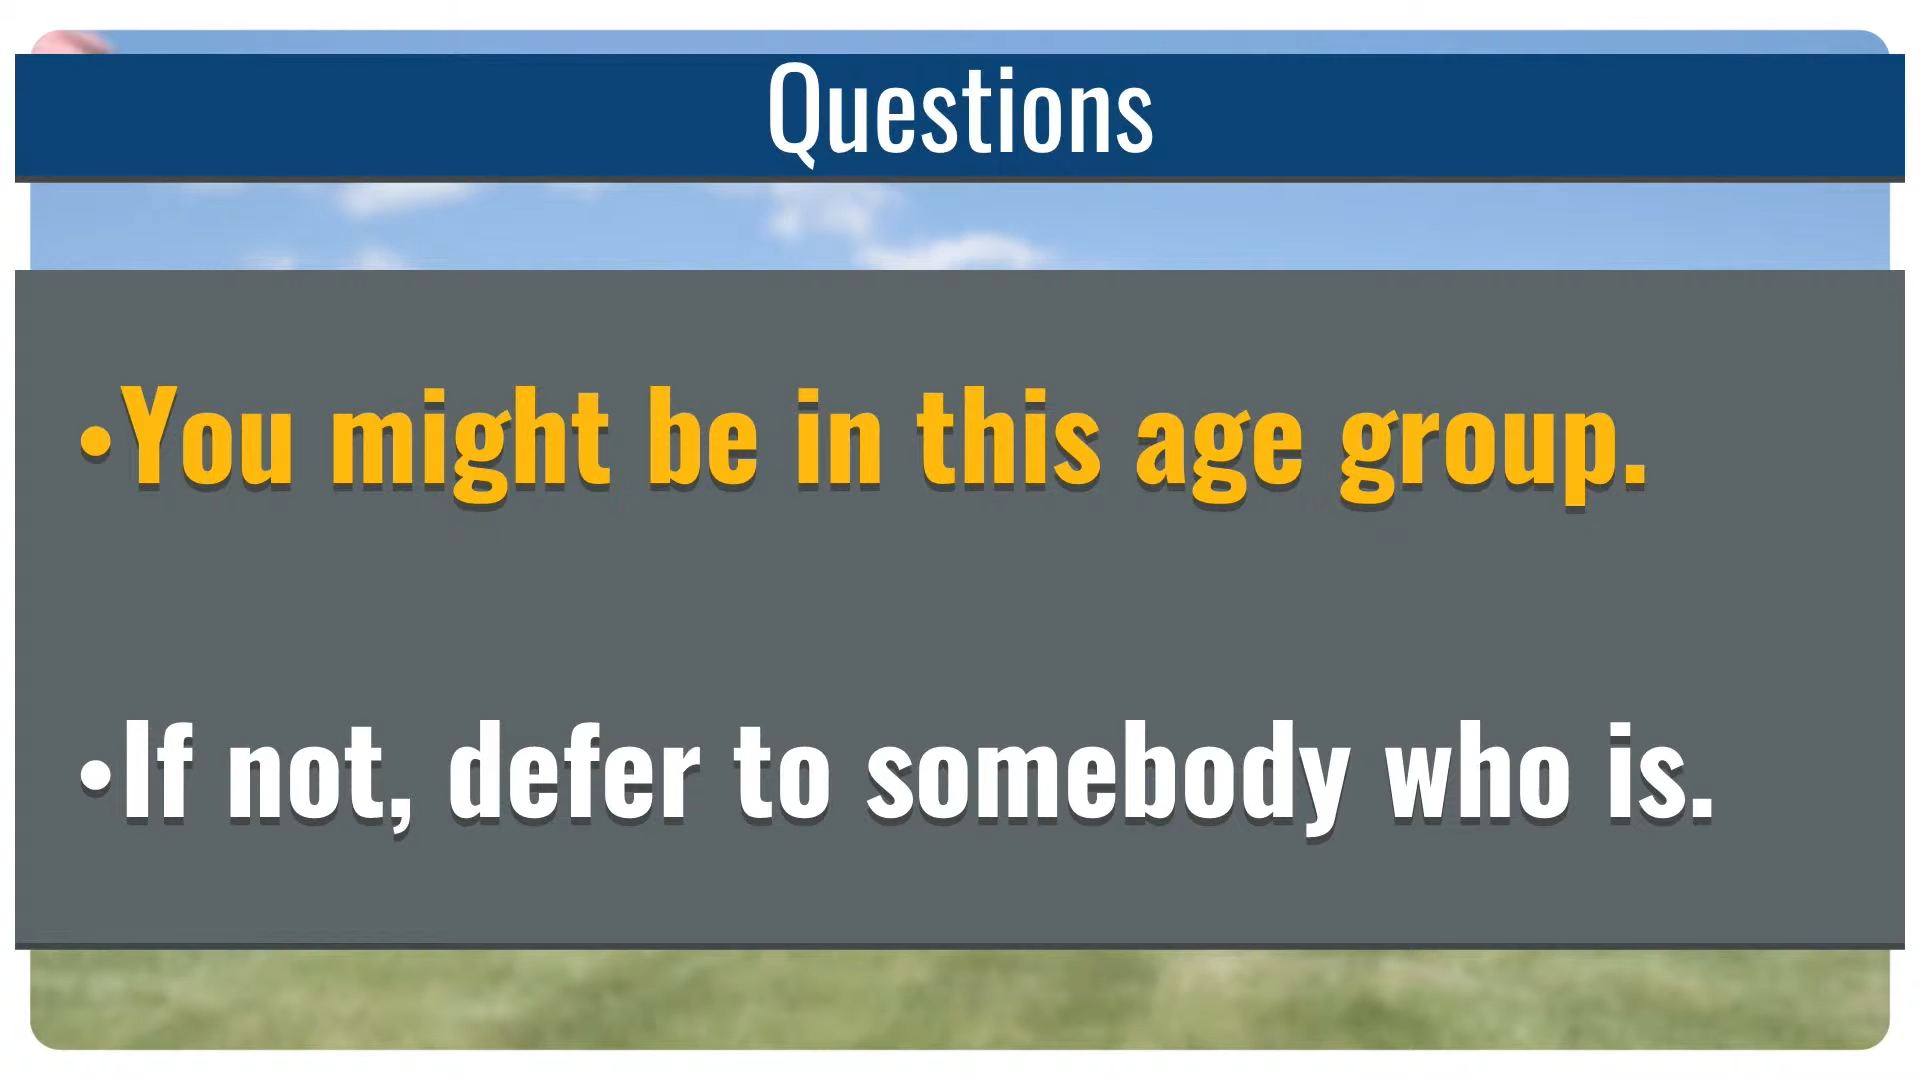 Questions
•You might be in this age group.
•If not, defer to somebody who is.